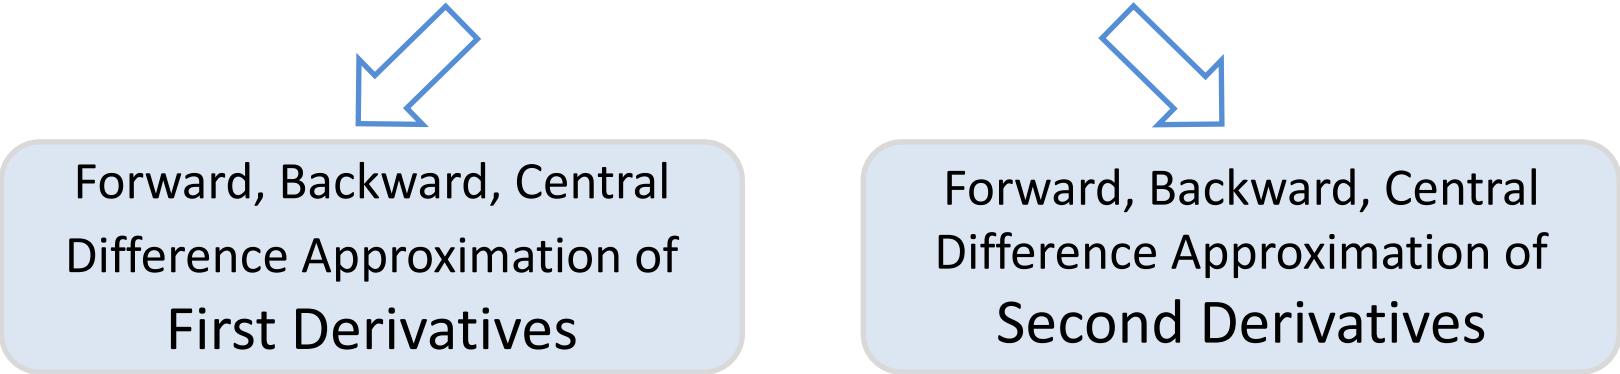 Forward, Backward, Central
Difference Approximation of
First Derivatives
Forward, Backward, Central
Difference Approximation of
Second Derivatives